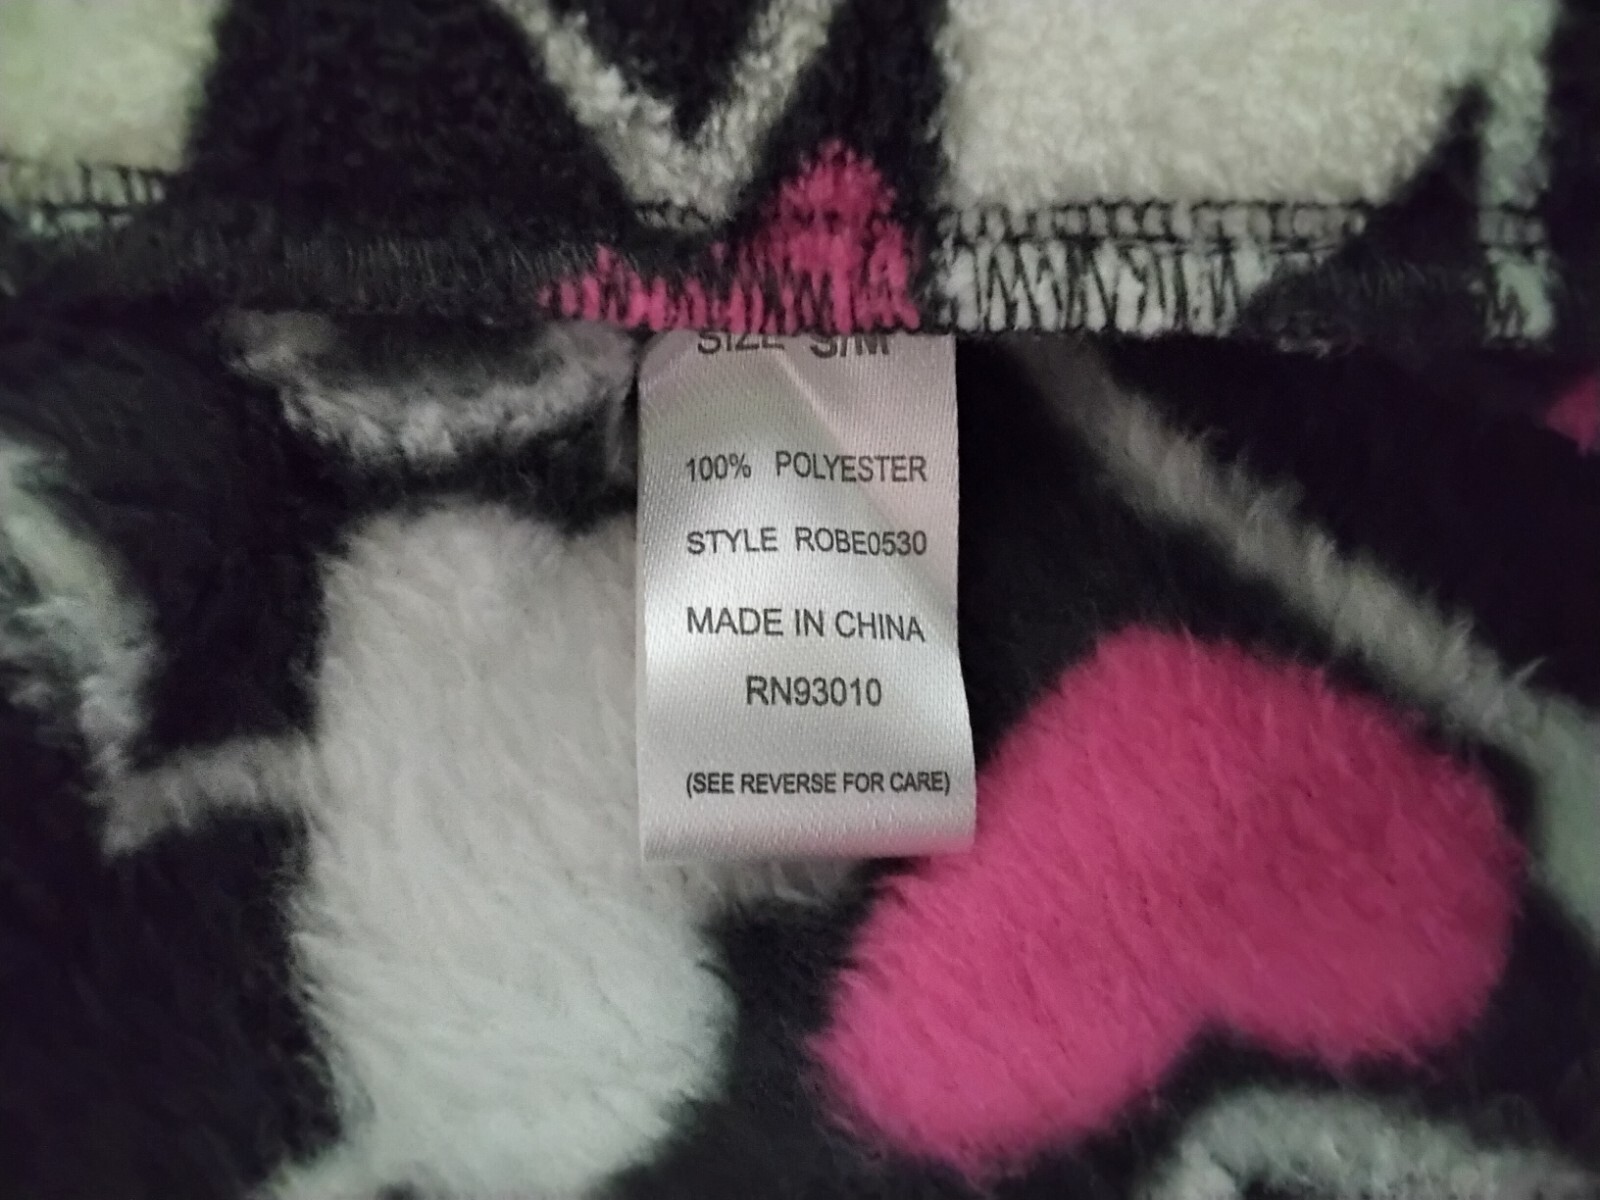 SIZE S/M
100% POLYESTER
STYLE ROBE0530
MADE IN CHINA
RN93010
(SEE REVERSE FOR CARE)